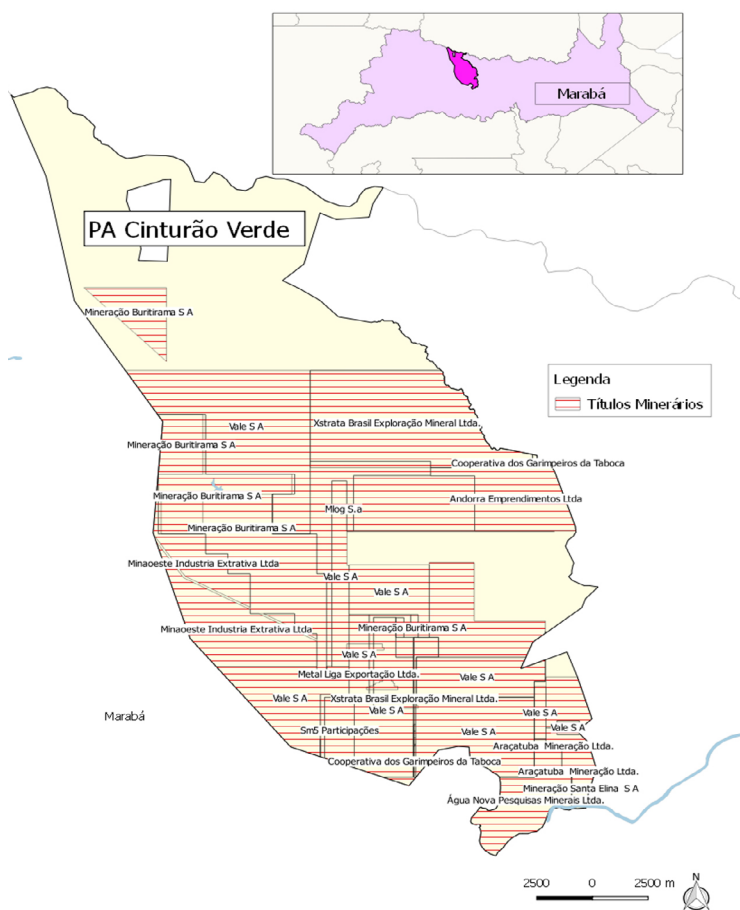 Marabá
PA Cinturão Verde
Mineração Buritirama S A
Legenda
Títulos Minerários
Vale S A
Xstrata Brasil Exploração Mineral Ltda.
Mineração Buritirama S A
Cooperativa dos Garimpeiros da Taboca
Mineração Buritirama S A
Andorra Emprendimentos Ltda
Mlog S.a
Mineração Buritirama S A
Minaoeste Industria Extrativa Ltda
Vale S A
Vale S A
Minaoeste Industria Extrativa Ltda
Mineração Buritirama S A
Vale S A
Metal Liga Exportação Ltda.
Vale S A
Vale S A
Xstrata Brasil Exploração Mineral Ltda.
Vale S A
Vale S A
Marabá
Vale S A
Sm5 Participações
Vale S A
Araçatuba Mineração Ltda.
Cooperativa dos Garimpeiros da Taboca
Araçatuba Mineração Ltda.
Mineração Santa Elina S A
Água Nova Pesquisas Minerais Ltda.
2500 0 2500 m
N